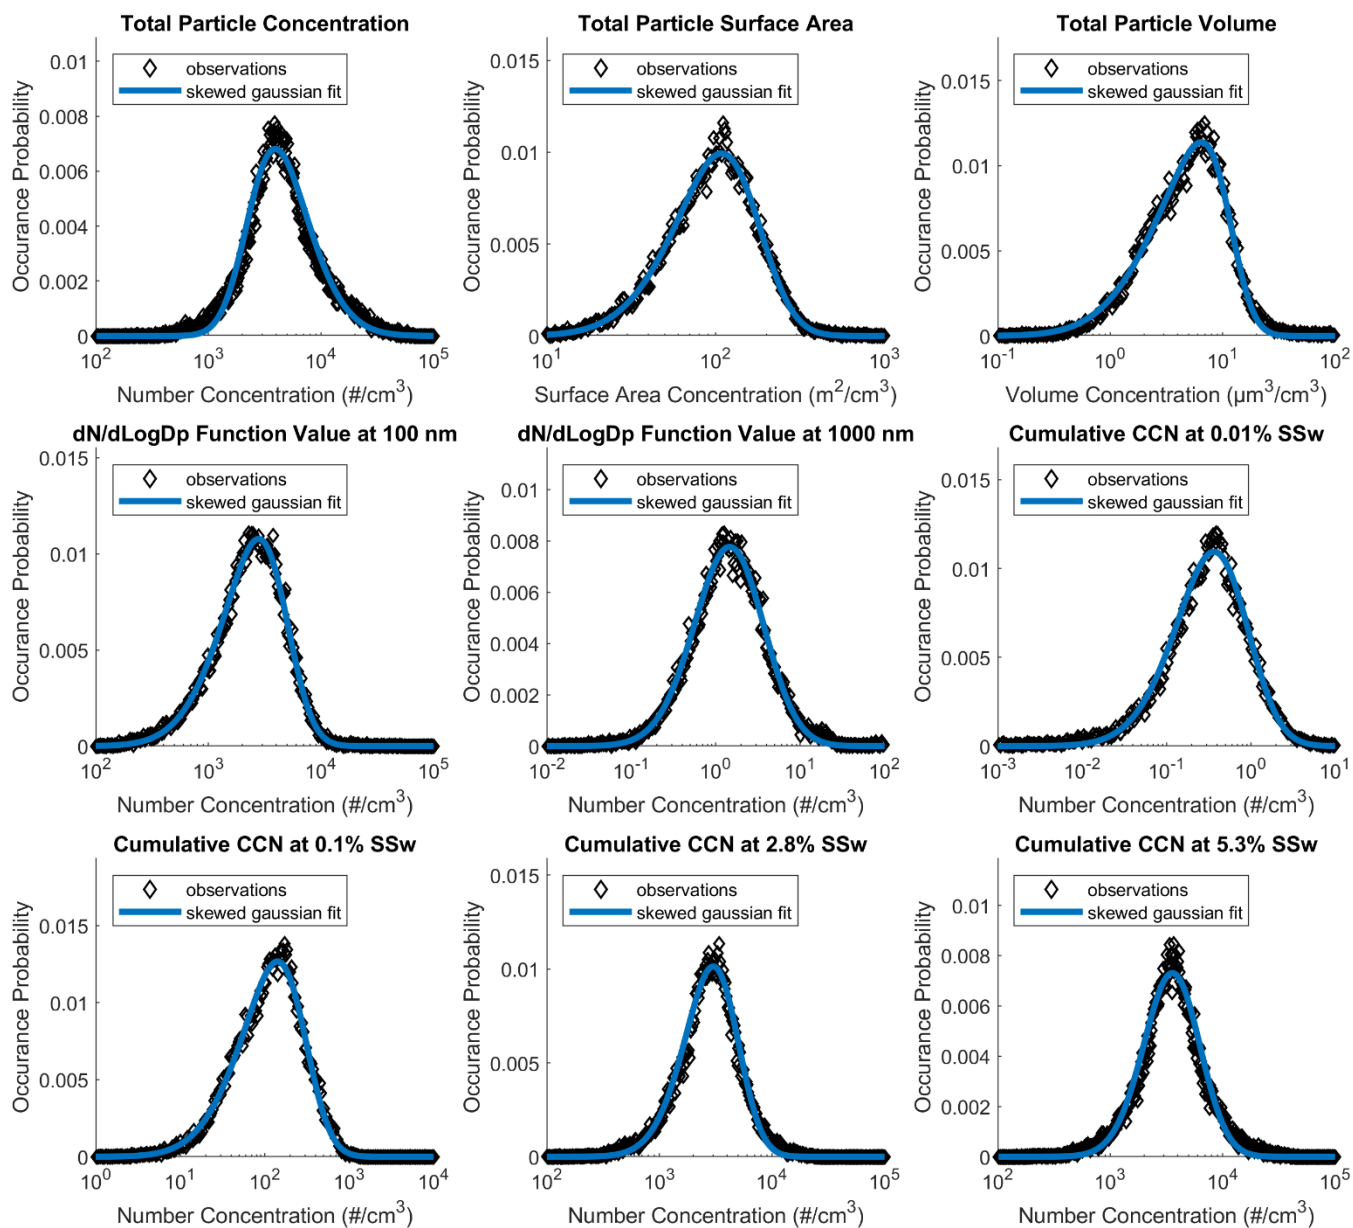 Total Particle Concentration
0.01
0.008
0.006
0.004
0.002
0
Occurance Probability
observations
skewed gaussian fit
10^2 10^3 10^4 10^5
Number Concentration (#/cm^3)
Total Particle Surface Area
0.015
0.01
0.005
0
Occurance Probability
observations
skewed gaussian fit
10^1 10^2 10^3
Surface Area Concentration (m^2/cm^3)
Total Particle Volume
0.015
0.01
0.005
0
Occurance Probability
observations
skewed gaussian fit
10^-1 10^0 10^1 10^2
Volume Concentration (µm^3/cm^3)
dN/dLogDp Function Value at 100 nm
0.015
0.01
0.005
0
Occurance Probability
observations
skewed gaussian fit
10^2 10^3 10^4 10^5
Number Concentration (#/cm^3)
dN/dLogDp Function Value at 1000 nm
0.01
0.008
0.006
0.004
0.002
0
Occurance Probability
observations
skewed gaussian fit
10^-2 10^-1 10^0 10^1 10^2
Number Concentration (#/cm^3)
Cumulative CCN at 0.01% SSw
0.015
0.01
0.005
0
Occurance Probability
observations
skewed gaussian fit
10^-3 10^-2 10^-1 10^0 10^1
Number Concentration (#/cm^3)
Cumulative CCN at 0.1% SSw
0.015
0.01
0.005
0
Occurance Probability
observations
skewed gaussian fit
10^0 10^1 10^2 10^3 10^4
Number Concentration (#/cm^3)
Cumulative CCN at 2.8% SSw
0.015
0.01
0.005
0
Occurance Probability
observations
skewed gaussian fit
10^2 10^3 10^4 10^5
Number Concentration (#/cm^3)
Cumulative CCN at 5.3% SSw
0.01
0.008
0.006
0.004
0.002
0
Occurance Probability
observations
skewed gaussian fit
10^2 10^3 10^4 10^5
Number Concentration (#/cm^3)